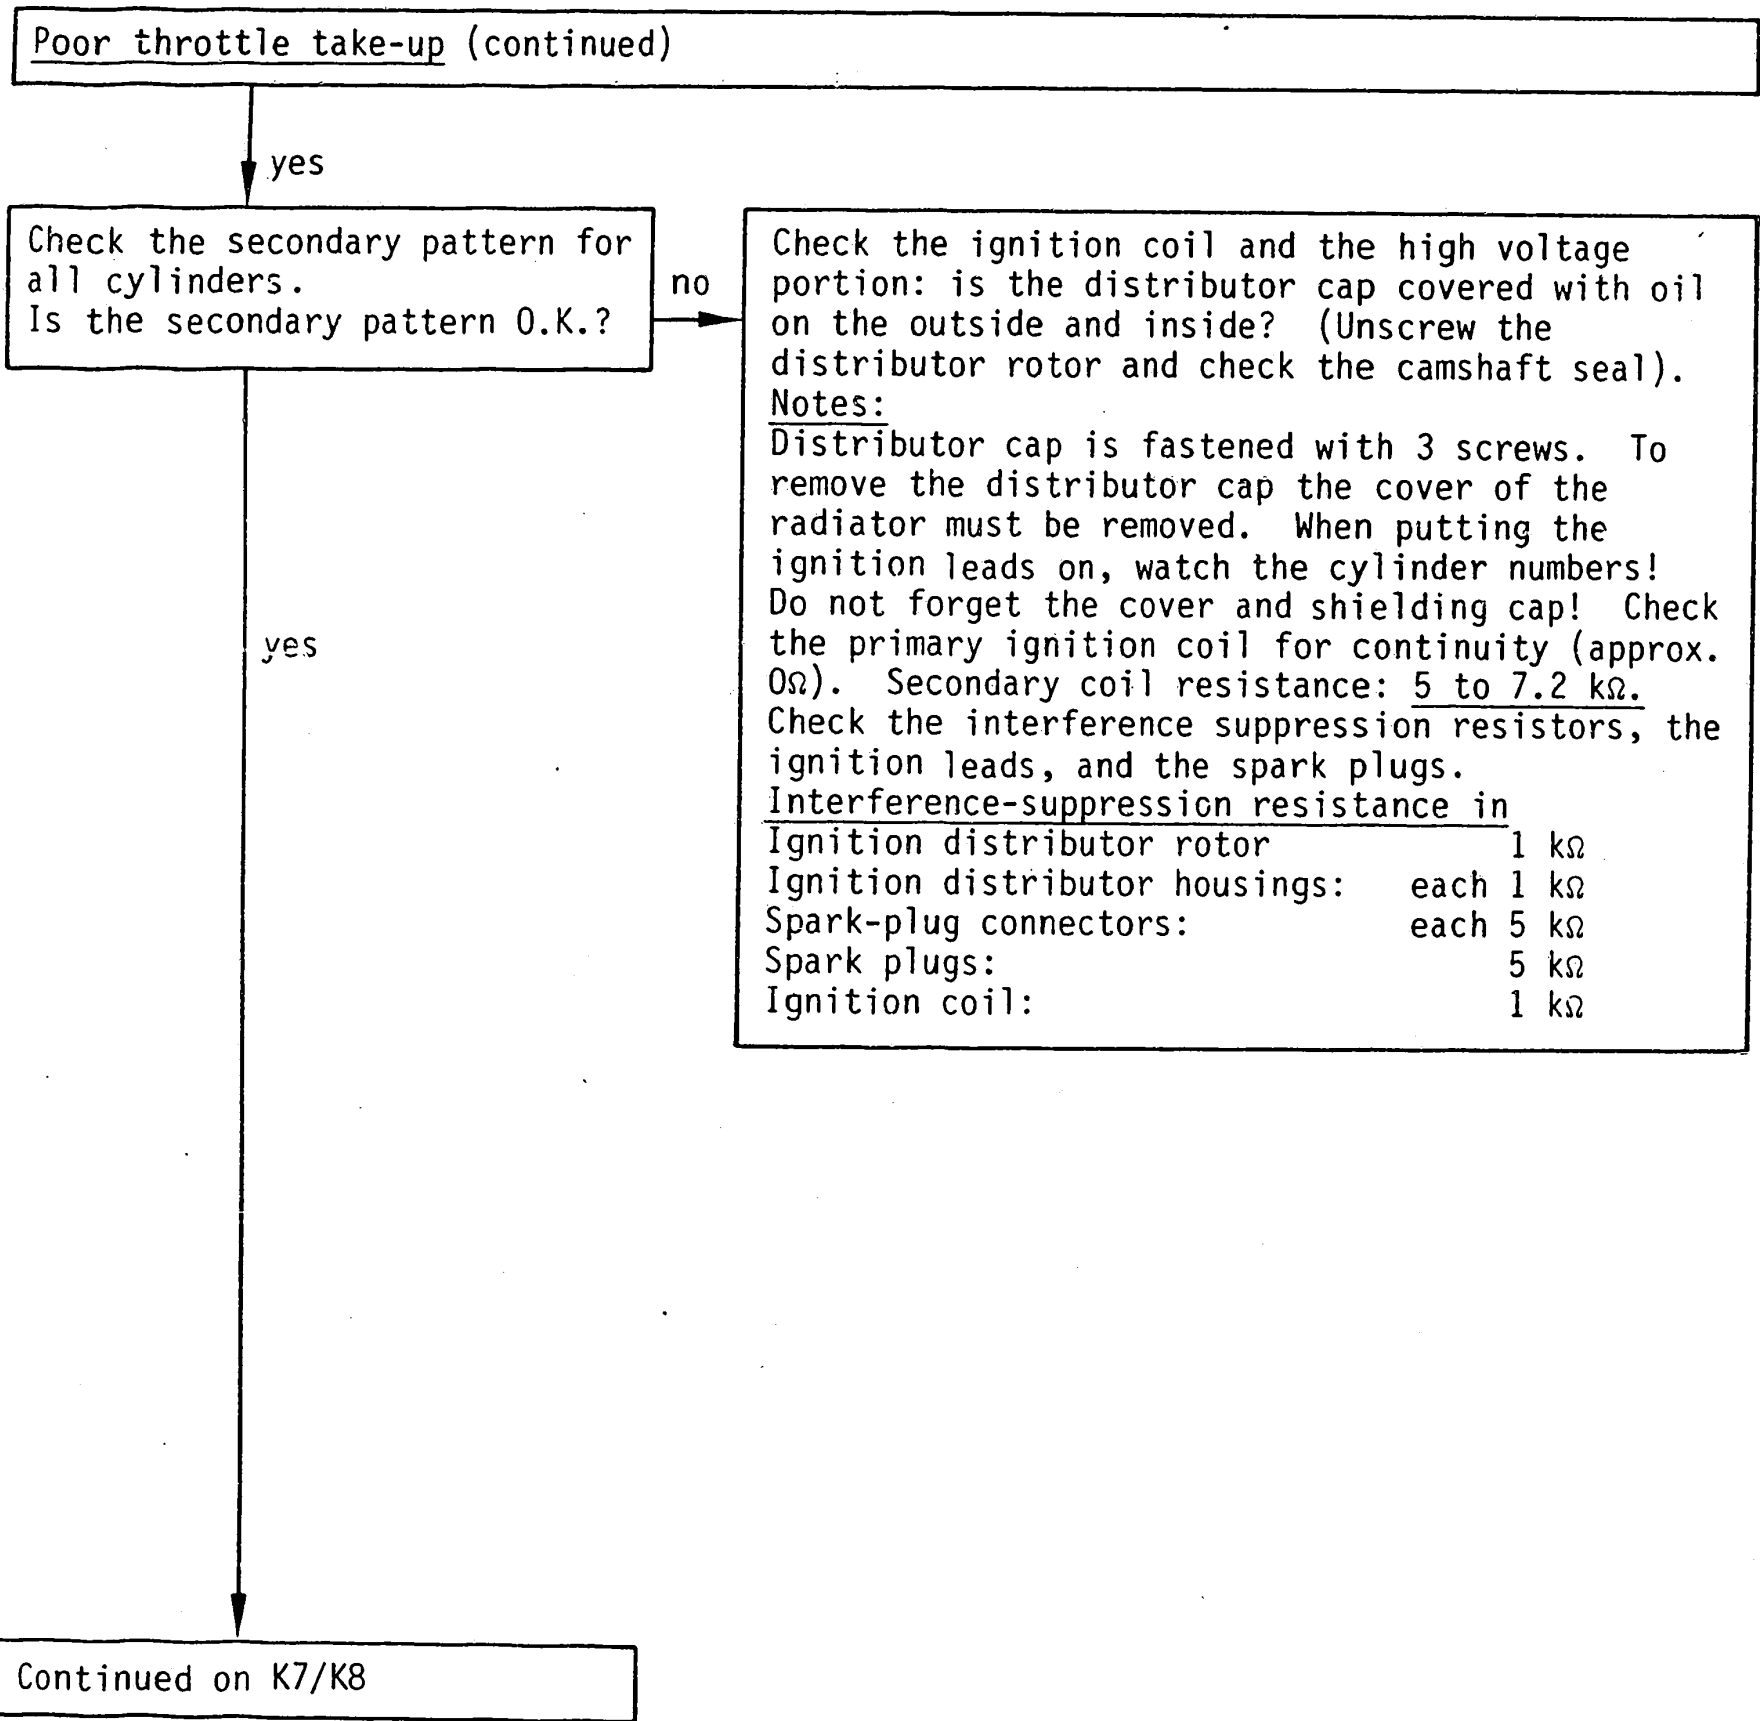 Poor throttle take-up (continued)
yes
Check the secondary pattern for
all cylinders.
Is the secondary pattern O.K.?
no
Check the ignition coil and the high voltage
portion: is the distributor cap covered with oil
on the outside and inside? (Unscrew the
distributor rotor and check the camshaft seal).
Notes:
Distributor cap is fastened with 3 screws. To
remove the distributor cap the cover of the
radiator must be removed. When putting the
ignition leads on, watch the cylinder numbers!
Do not forget the cover and shielding cap! Check
the primary ignition coil for continuity (approx.
0Ω). Secondary coil resistance: 5 to 7.2 kΩ.
Check the interference suppression resistors, the
ignition leads, and the spark plugs.
Interference-suppression resistance in
Ignition distributor rotor 1 kΩ
Ignition distributor housings: each 1 kΩ
Spark-plug connectors: each 5 kΩ
Spark plugs: 5 kΩ
Ignition coil: 1 kΩ
yes
Continued on K7/K8